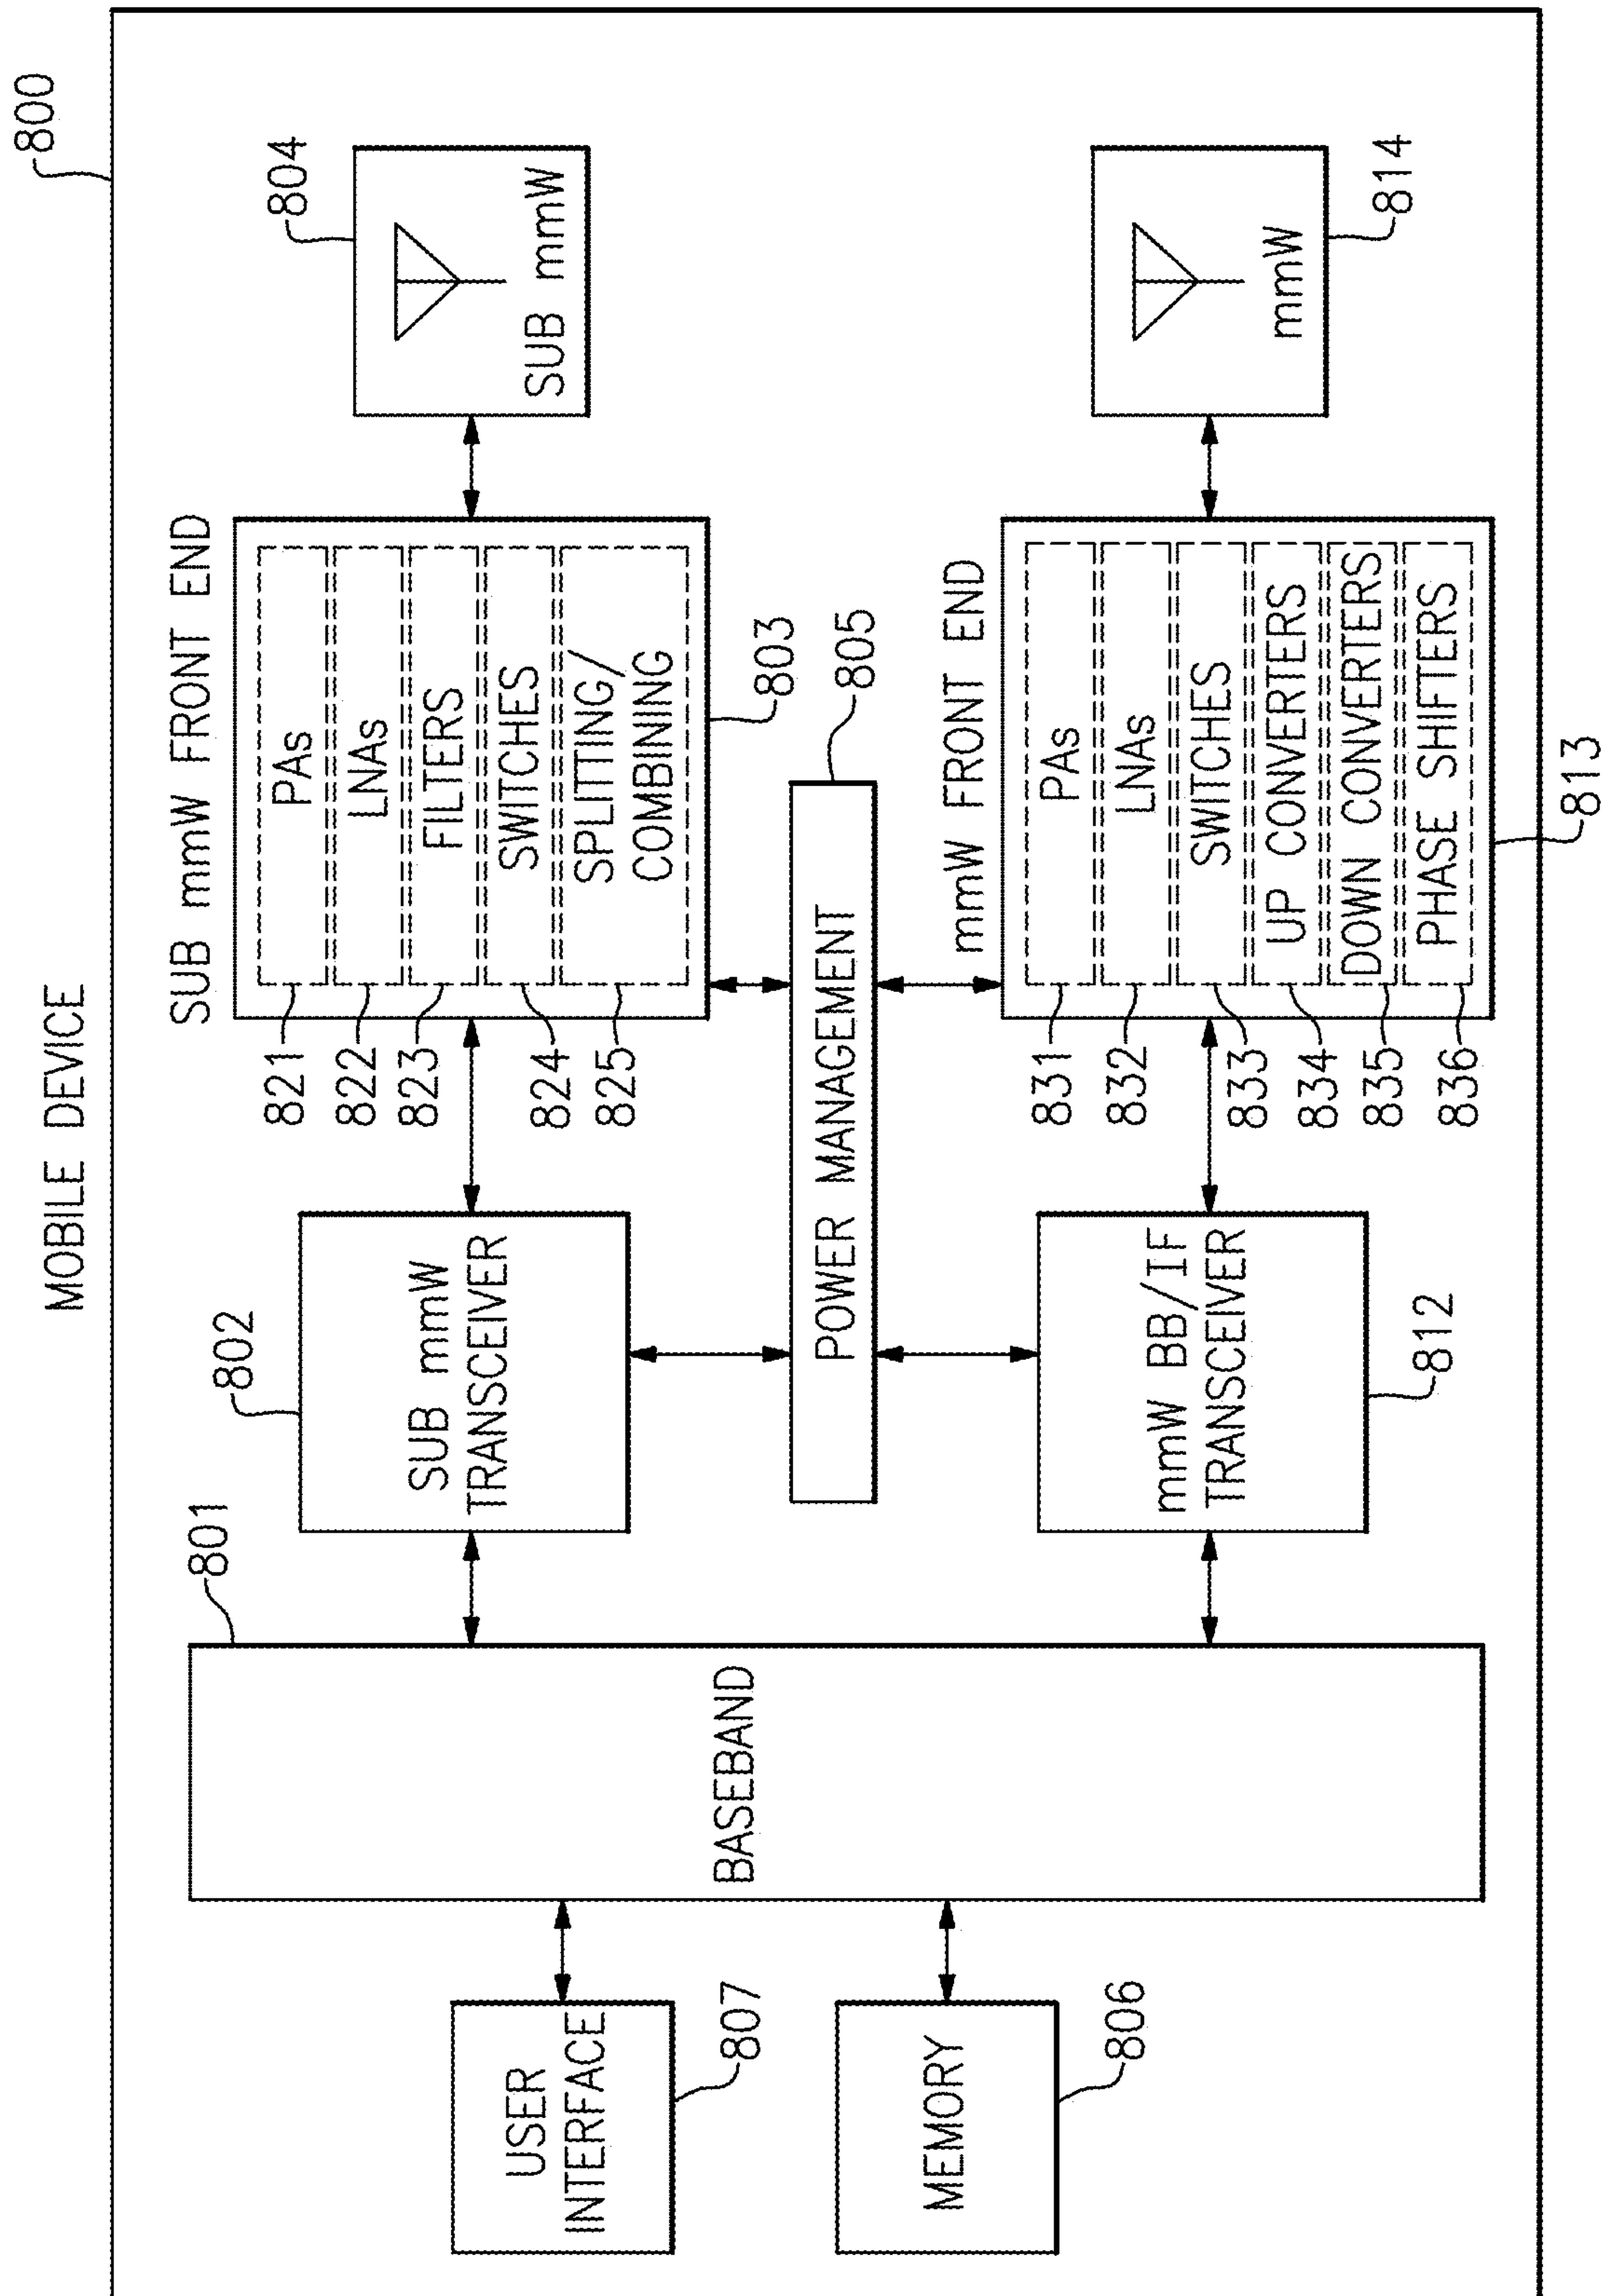 MOBILE DEVICE
800
801
BASEBAND
USER
INTERFACE
807
MEMORY
806
802
SUB mmW
TRANSCEIVER
SUB mmW FRONT END
PAs
LNAs
FILTERS
SWITCHES
SPLITTING/
COMBINING
821
822
823
824
825
803
804
SUB mmW
POWER MANAGEMENT
805
mmW BB/IF
TRANSCEIVER
812
mmW FRONT END
PAs
LNAs
SWITCHES
UP CONVERTERS
DOWN CONVERTERS
PHASE SHIFTERS
831
832
833
834
835
836
813
mmW
814